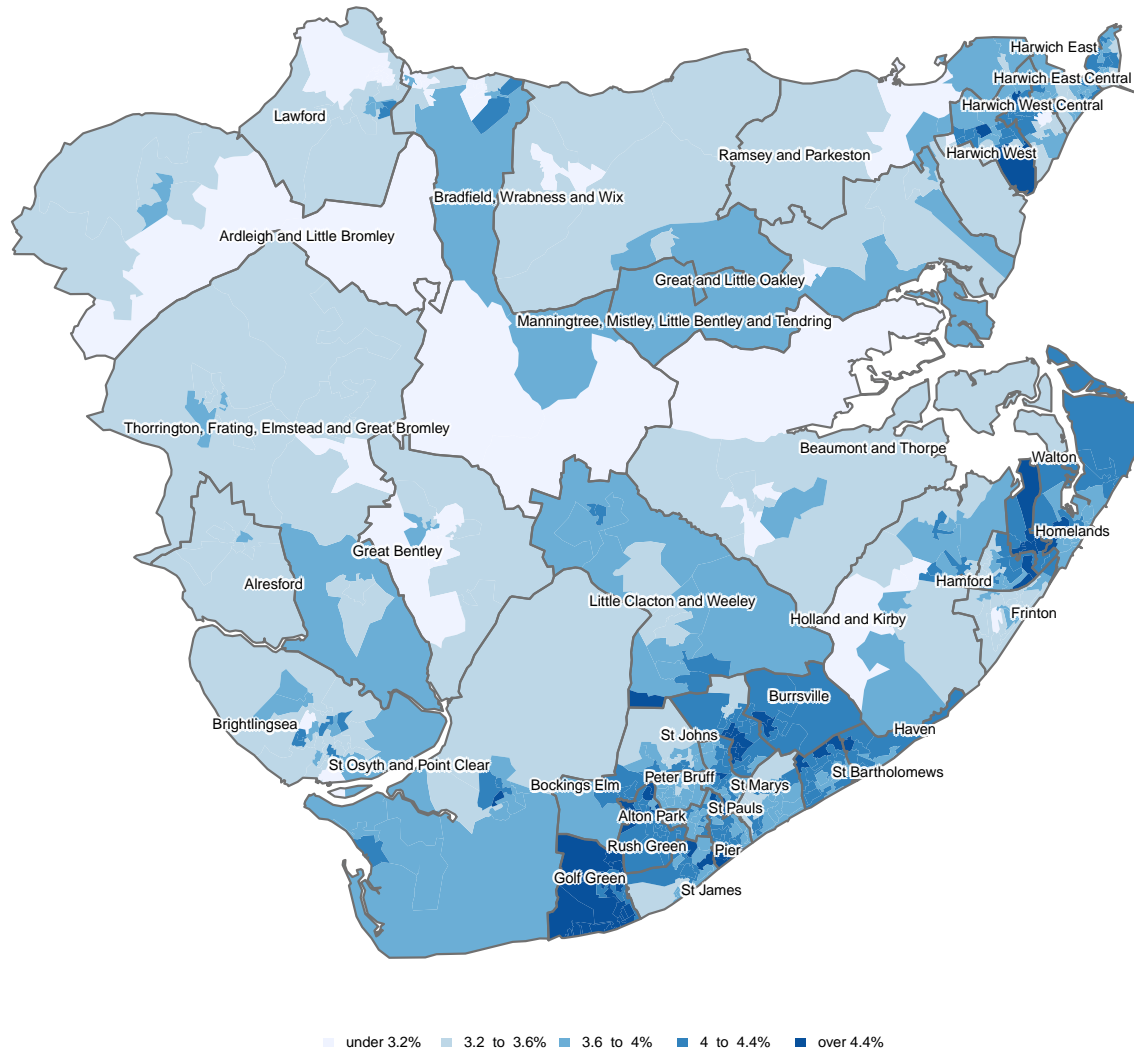 Harwich East
Harwich East Central
Harwich West Central
Lawford
Harwich West
Ramsey and Parkeston
Bradfield, Wrabness and Wix
Ardleigh and Little Bromley
Great and Little Oakley
Manningtree, Mistley, Little Bentley and Tendring
Thorrington, Frating, Elmstead and Great Bromley
Beaumont and Thorpe
Walton
Homelands
Great Bentley
Alresford
Hamford
Little Clacton and Weeley
Frinton
Holland and Kirby
Burrsville
Brightlingsea
Haven
St Johns
St Osyth and Point Clear
St Bartholomews
Peter Bruff
Bockings Elm
St Marys
St Pauls
Alton Park
Rush Green
Pier
Golf Green
St James
under 3.2% 3.2 to 3.6% 3.6 to 4% 4 to 4.4% over 4.4%